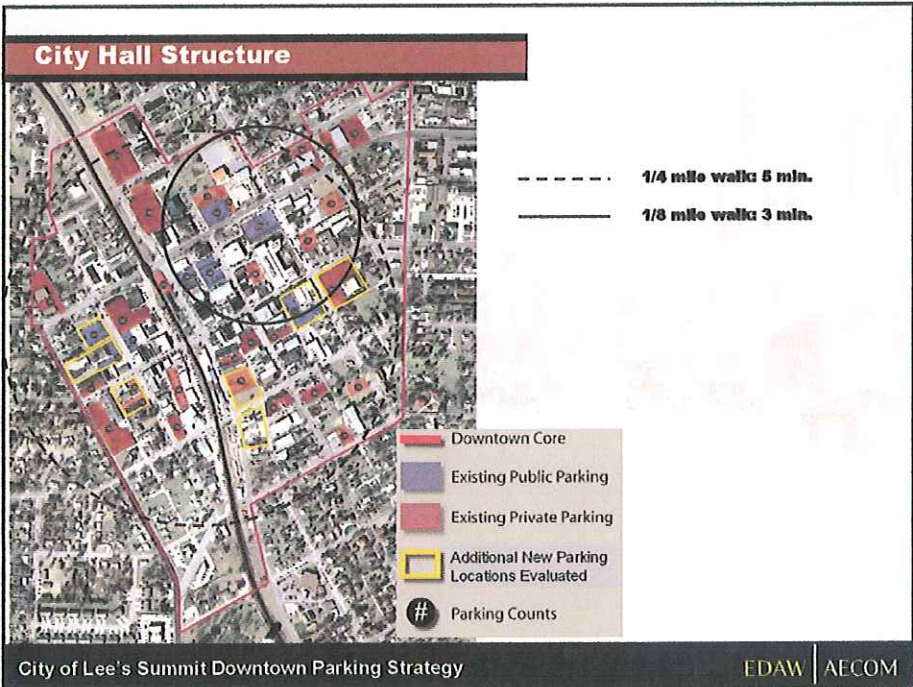 City Hall Structure
1/4 mile walk: 5 min.
1/8 mile walk: 3 min.
Downtown Core
Existing Public Parking
Existing Private Parking
Additional New Parking
Locations Evaluated
# Parking Counts
City of Lee's Summit Downtown Parking Strategy
EDAW | AECOM